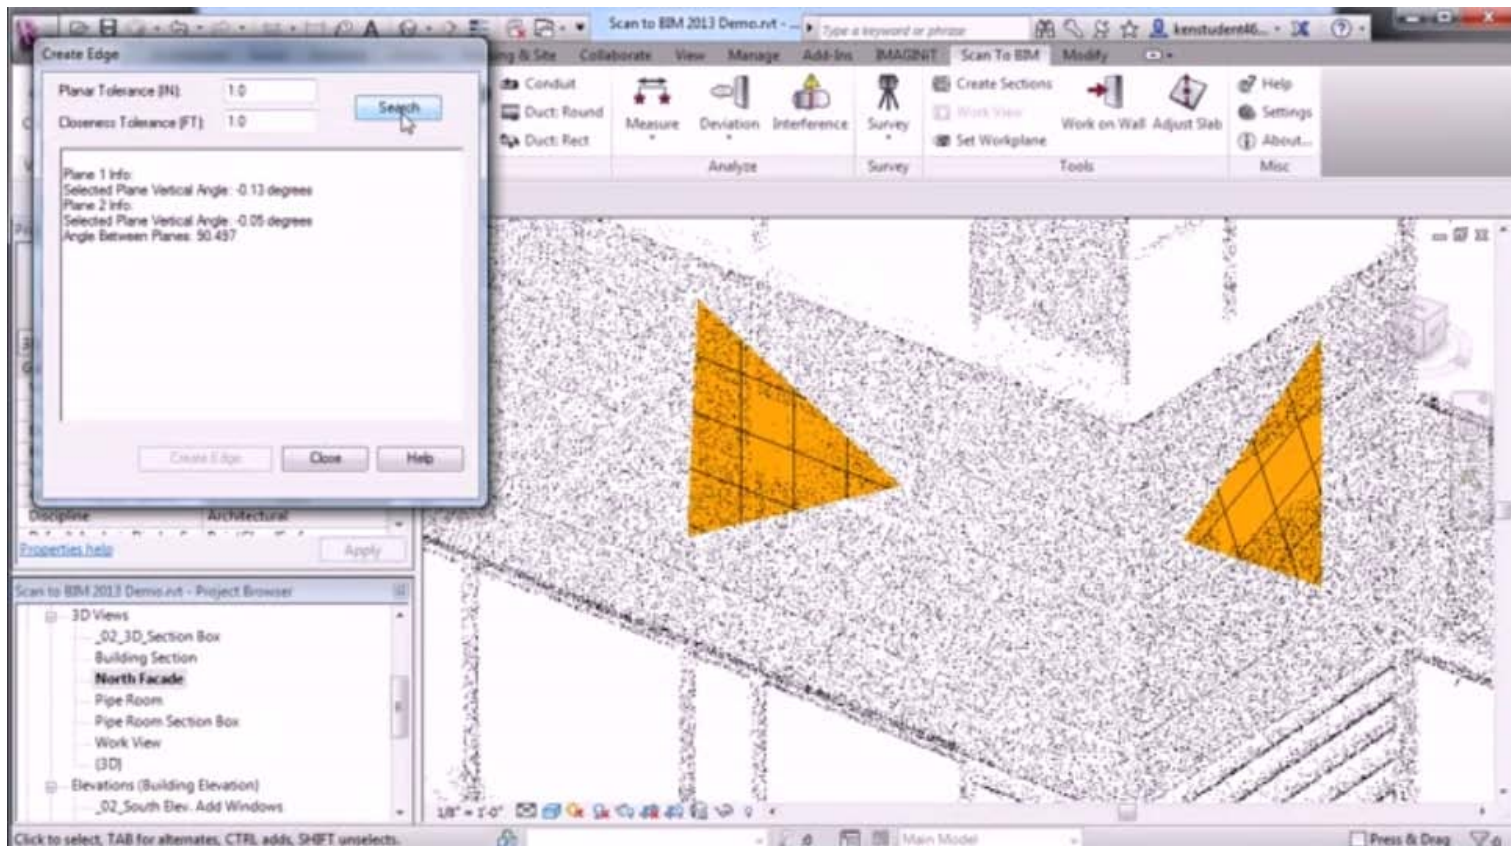 Scan to BIM 2013 Demo.rvt - ...
Type a keyword or phrase
kenstudent46...
Create Edge
ng & Site Collaborate View Manage Add-Ins IMAGINiT Scan To BIM Modify
Planar Tolerance (IN): 1.0
Closeness Tolerance (FT): 1.0
Search
Plane 1 Info:
Selected Plane Vertical Angle: -0.13 degrees
Plane 2 Info:
Selected Plane Vertical Angle: -0.05 degrees
Angle Between Planes: 90.497
Create Edge Close Help
Conduit
Duct: Round
Duct: Rect
Measure Deviation Interference
Analyze
Survey
Survey
Create Sections
Work View
Set Workplane
Work on Wall Adjust Slab
Tools
Help
Settings
About...
Misc
Discipline Architectural
Properties help Apply
Scan to BIM 2013 Demo.rvt - Project Browser
3D Views
_02_3D_Section Box
Building Section
North Facade
Pipe Room
Pipe Room Section Box
Work View
{3D}
Elevations (Building Elevation)
_02_South Elev. Add Windows
1/8" = 1'-0"
Click to select, TAB for alternates, CTRL adds, SHIFT unselects.
:0
Main Model
Press & Drag
:0